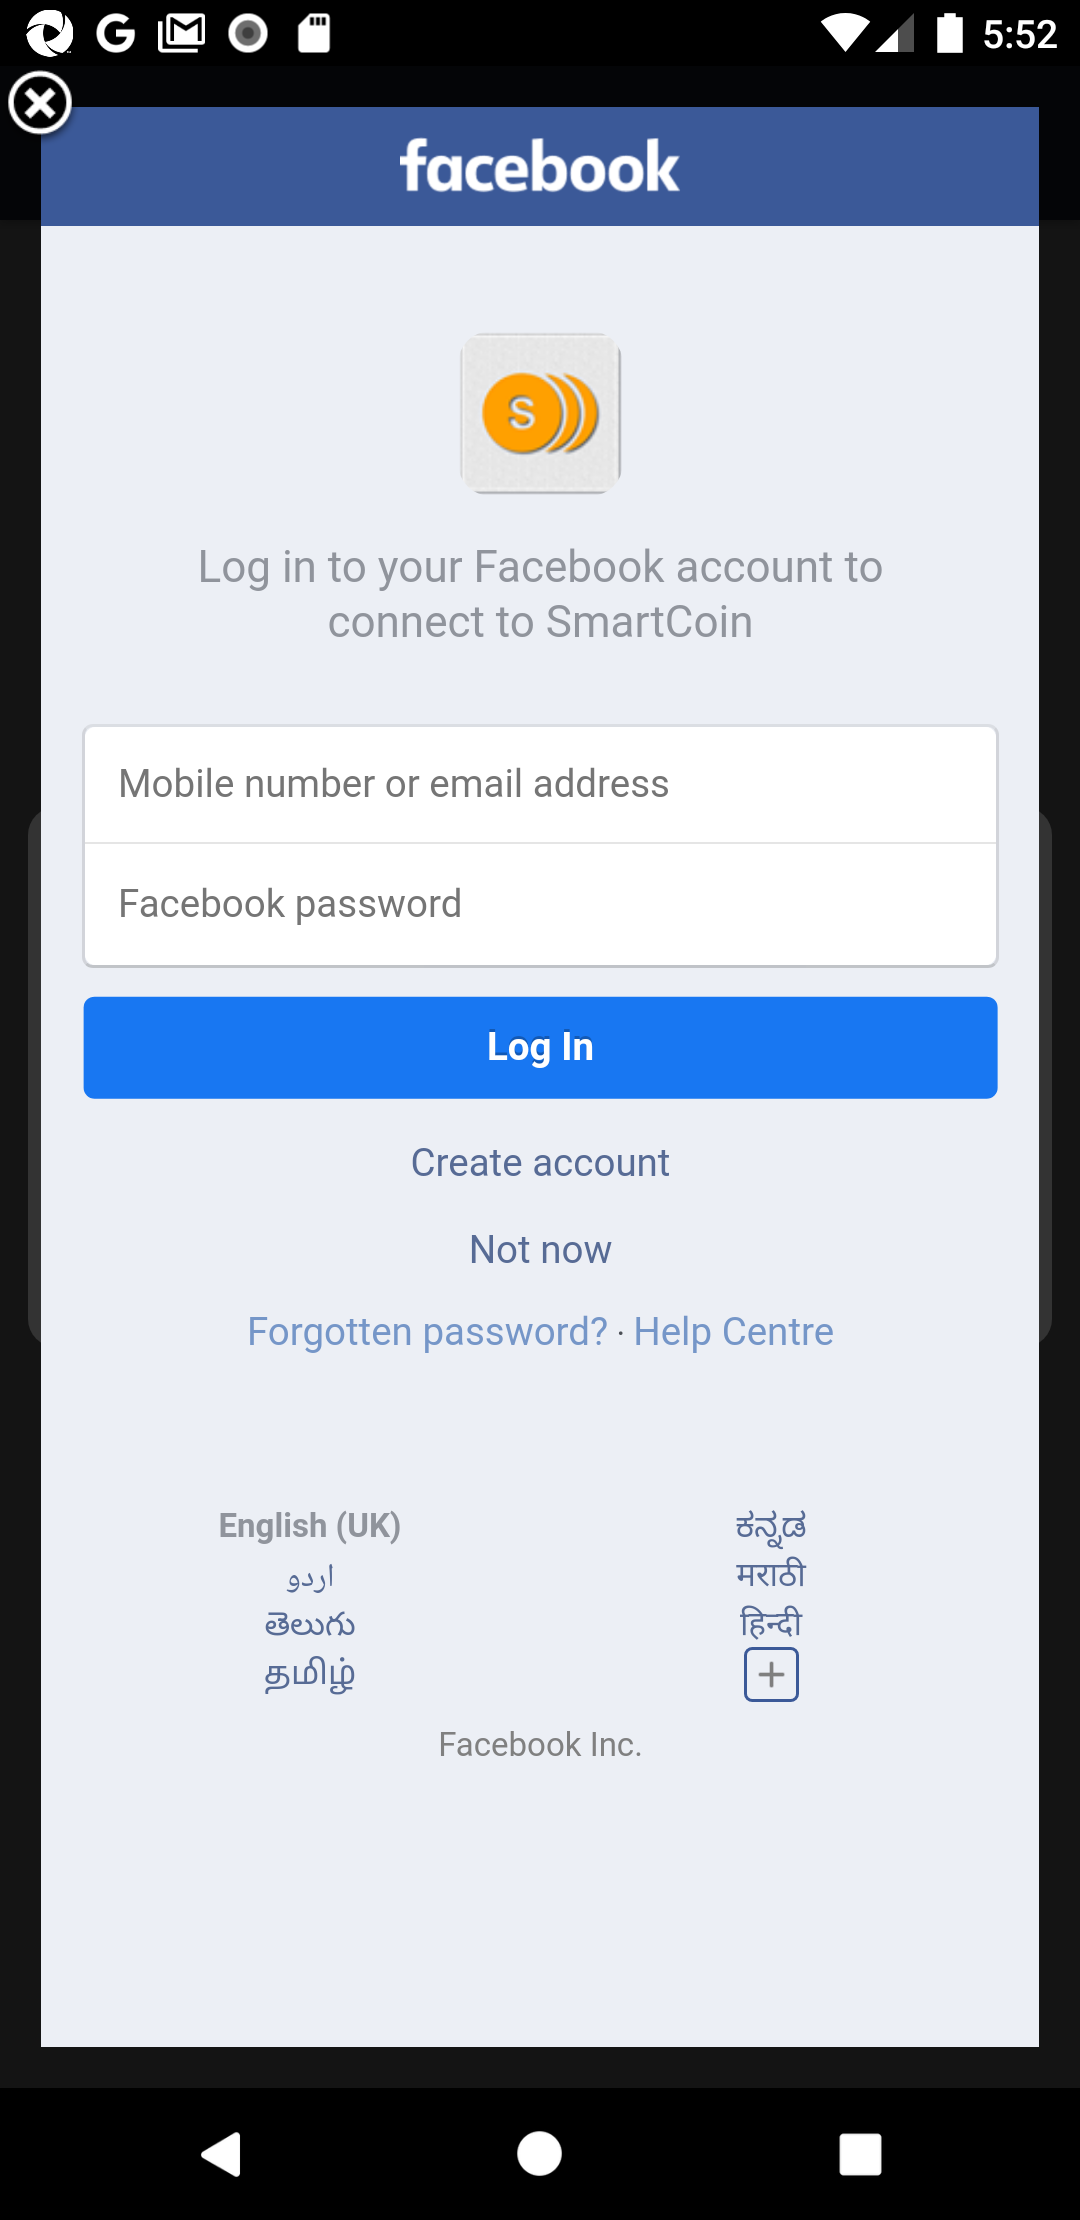 5:52
facebook
S
Log in to your Facebook account to
connect to SmartCoin
Mobile number or email address
Facebook password
Log In
Create account
Not now
Forgotten password? · Help Centre
English (UK)
اردو
తెలుగు
தமிழ்
ಕನ್ನಡ
मराठी
हिन्दी
Facebook Inc.